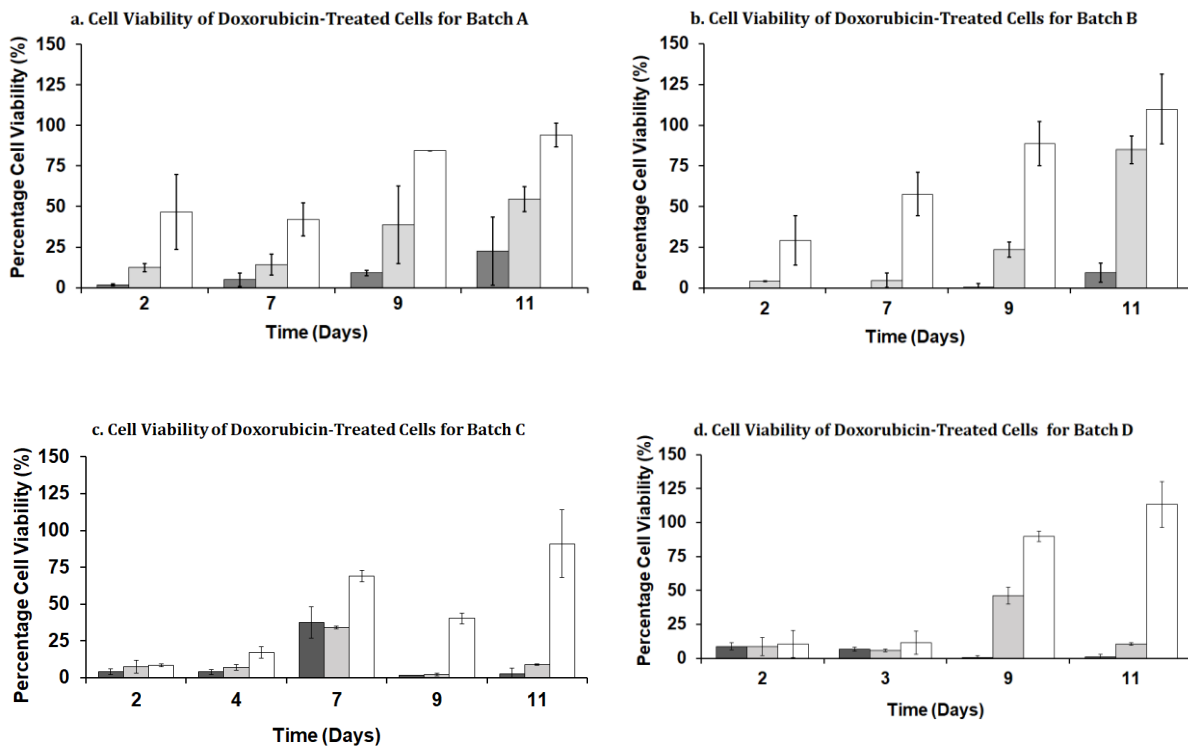 a. Cell Viability of Doxorubicin-Treated Cells for Batch A
Percentage Cell Viability (%)
150
125
100
75
50
25
0
2 7 9 11
Time (Days)
b. Cell Viability of Doxorubicin-Treated Cells for Batch B
Percentage Cell Viability (%)
150
125
100
75
50
25
0
2 7 9 11
Time (Days)
c. Cell Viability of Doxorubicin-Treated Cells for Batch C
Percentage Cell Viability (%)
150
125
100
75
50
25
0
2 4 7 9 11
Time (Days)
d. Cell Viability of Doxorubicin-Treated Cells for Batch D
Percentage Cell Viability (%)
150
125
100
75
50
25
0
2 3 9 11
Time (Days)